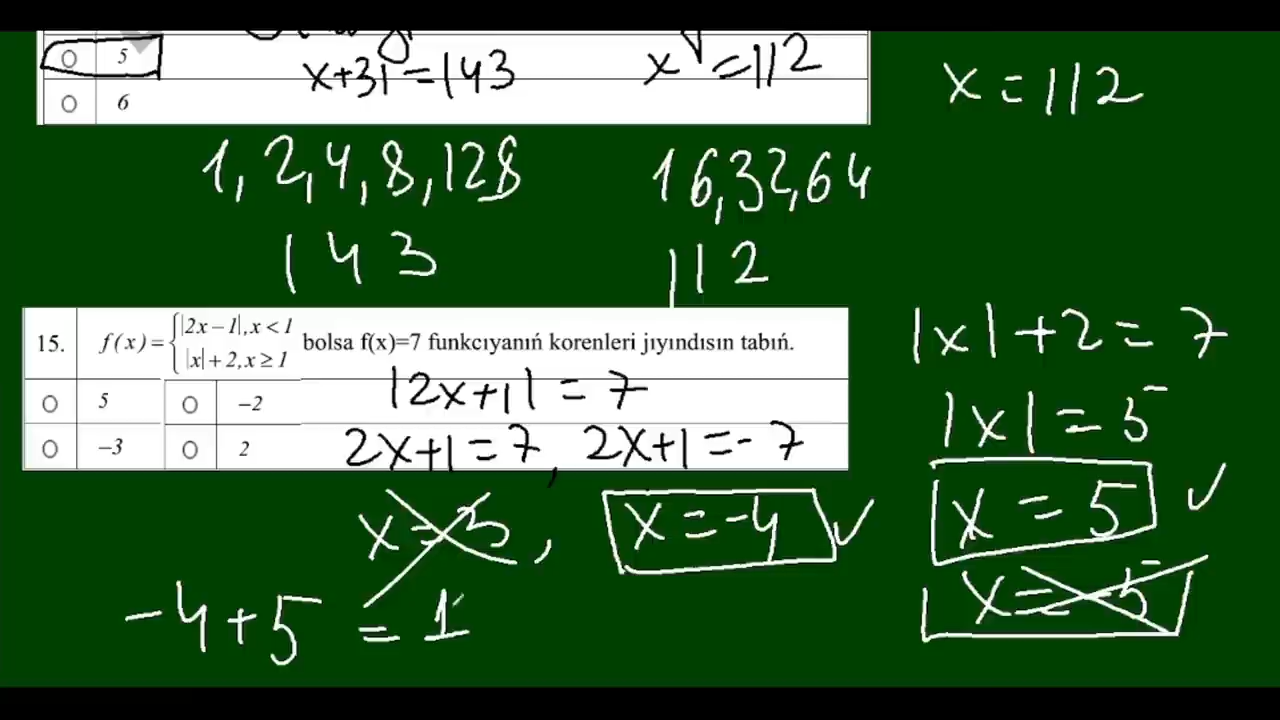 5
x+31=143
x=112
x=112
6
1, 2, 4, 8, 128
16, 32, 64
143
112
15. f(x)={|2x-1|, x<1 |x|+2, x≥1 bolsa f(x)=7 funkcıyanıń korenleri jıyındısın tabıń.
|x|+2=7
5 -2
|2x+1|=7
|x|=5
-3 2
2x+1=7, 2x+1=-7
x=3, x=-4 ✓
x=5 ✓
x=-5
-4+5=1